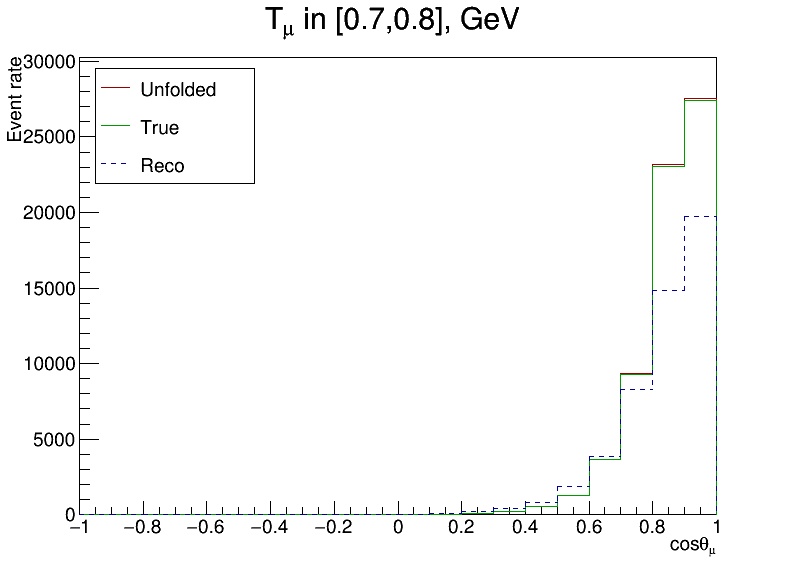 Tμ in [0.7,0.8], GeV
Event rate
30000
25000
20000
15000
10000
5000
0
Unfolded
True
Reco
−1 −0.8 −0.6 −0.4 −0.2 0 0.2 0.4 0.6 0.8 1
cosθμ